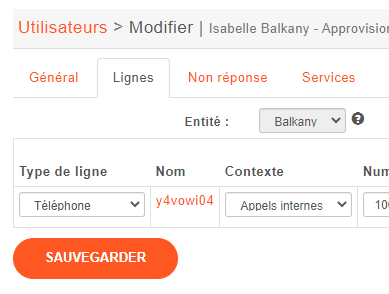 Utilisateurs > Modifier | Isabelle Balkany - Approvision
Général Lignes Non réponse Services
Entité : Balkany
Type de ligne Nom Contexte Num
Téléphone y4vowi04 Appels internes 100
SAUVEGARDER